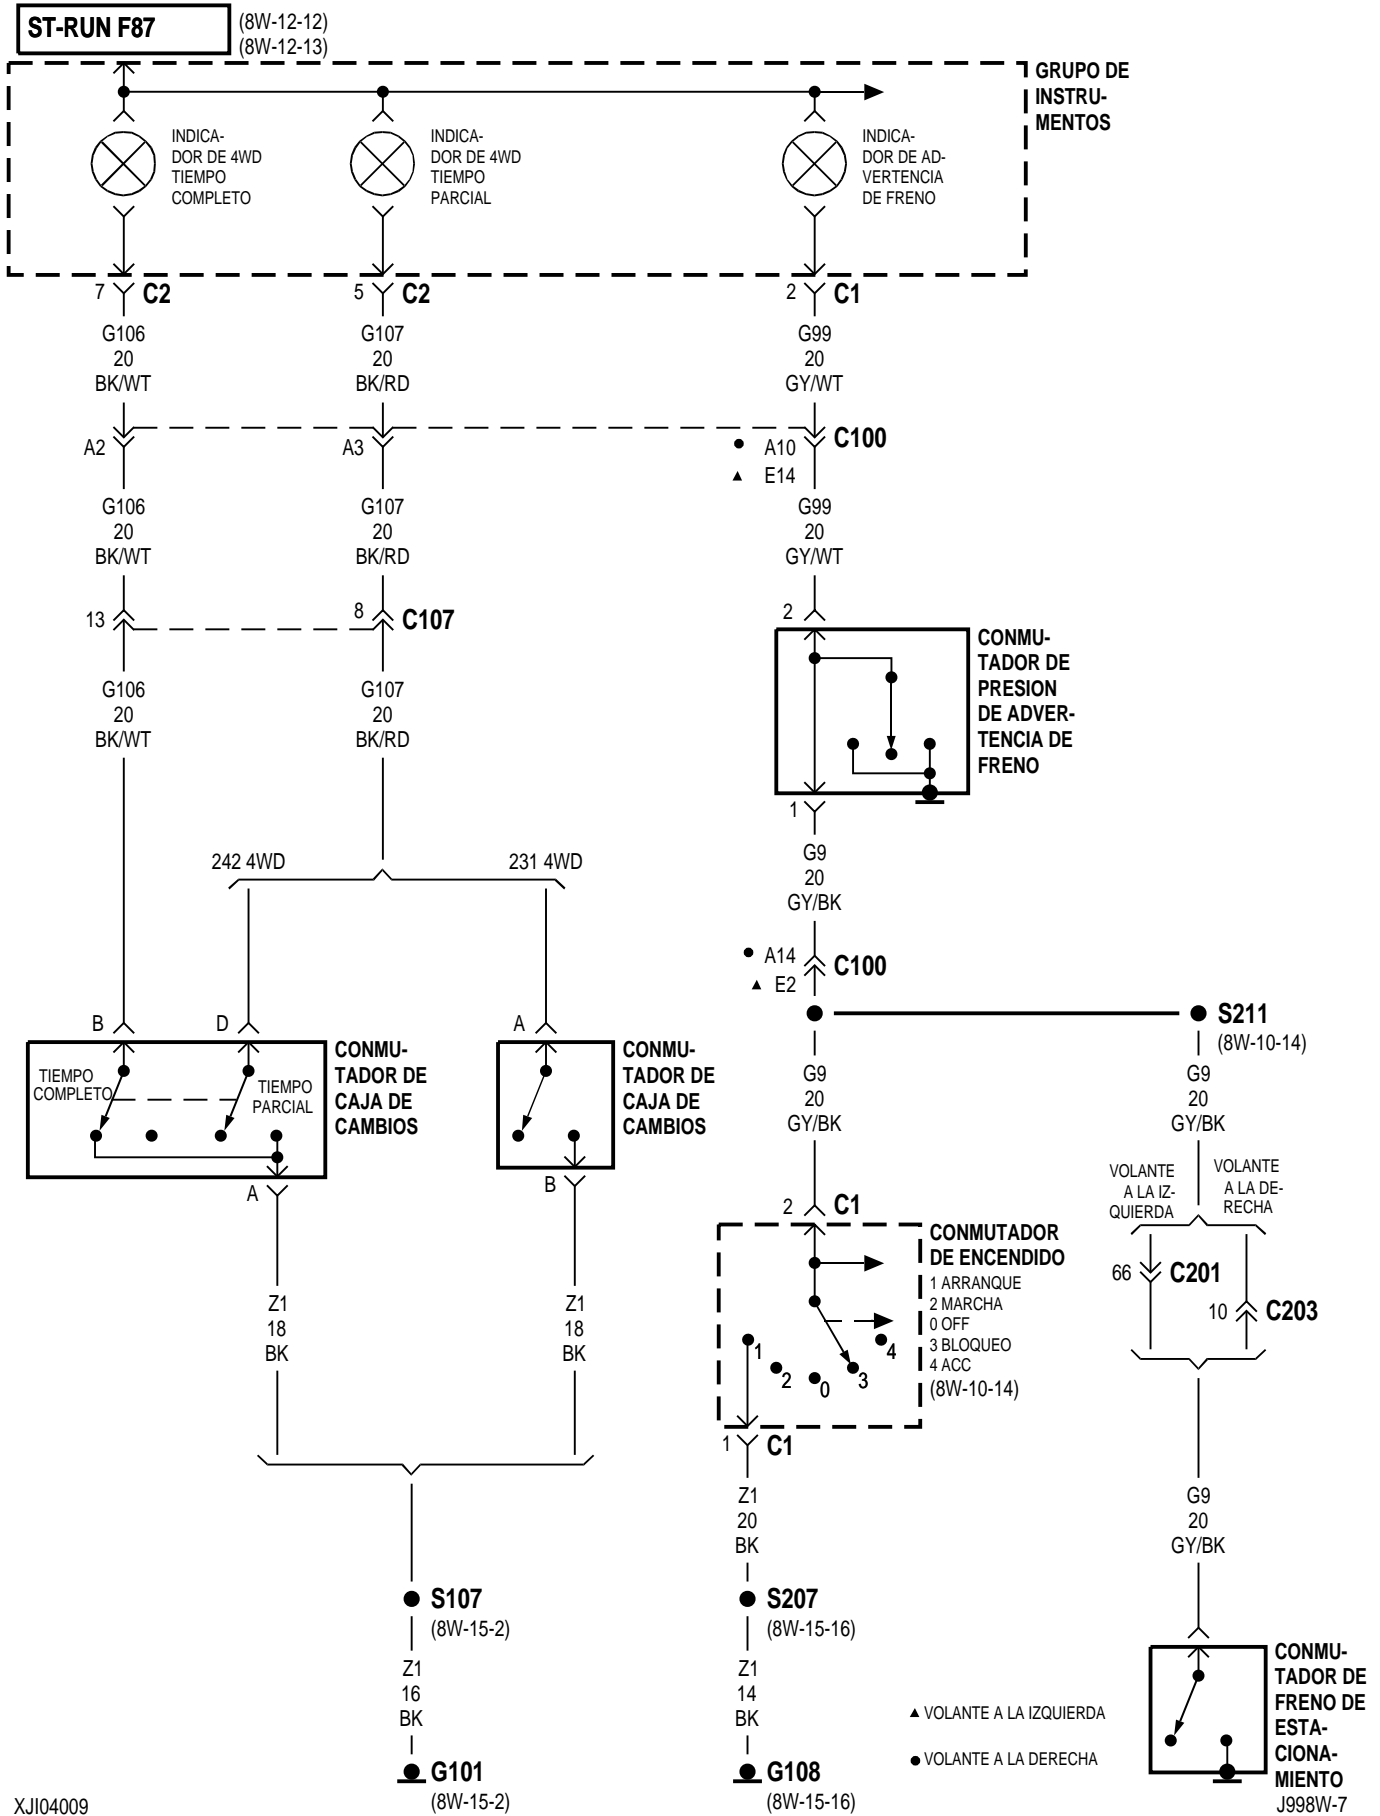 ST-RUN F87
(8W-12-12)
(8W-12-13)
GRUPO DE
INSTRU-
MENTOS
INDICA-
DOR DE 4WD
TIEMPO
COMPLETO
INDICA-
DOR DE 4WD
TIEMPO
PARCIAL
INDICA-
DOR DE AD-
VERTENCIA
DE FRENO
7 C2
5 C2
2 C1
G106
20
BK/WT
G107
20
BK/RD
G99
20
GY/WT
A2
A3
● A10
▲ E14
C100
G106
20
BK/WT
G107
20
BK/RD
G99
20
GY/WT
13
8 C107
2
CONMU-
TADOR DE
PRESION
DE ADVER-
TENCIA DE
FRENO
G106
20
BK/WT
G107
20
BK/RD
1
242 4WD
231 4WD
G9
20
GY/BK
● A14
▲ E2
C100
S211
(8W-10-14)
B
D
A
CONMU-
TADOR DE
CAJA DE
CAMBIOS
TIEMPO
COMPLETO
TIEMPO
PARCIAL
CONMU-
TADOR DE
CAJA DE
CAMBIOS
A
B
G9
20
GY/BK
G9
20
GY/BK
VOLANTE
A LA IZ-
QUIERDA
VOLANTE
A LA DE-
RECHA
2 C1
CONMUTADOR
DE ENCENDIDO
1 ARRANQUE
2 MARCHA
0 OFF
3 BLOQUEO
4 ACC
(8W-10-14)
1
2
0
3
4
66 C201
10 C203
Z1
18
BK
Z1
18
BK
1 C1
Z1
20
BK
G9
20
GY/BK
S107
(8W-15-2)
S207
(8W-15-16)
Z1
16
BK
Z1
14
BK
CONMU-
TADOR DE
FRENO DE
ESTA-
CIONA-
MIENTO
▲ VOLANTE A LA IZQUIERDA
● VOLANTE A LA DERECHA
G101
(8W-15-2)
G108
(8W-15-16)
XJI04009
J998W-7